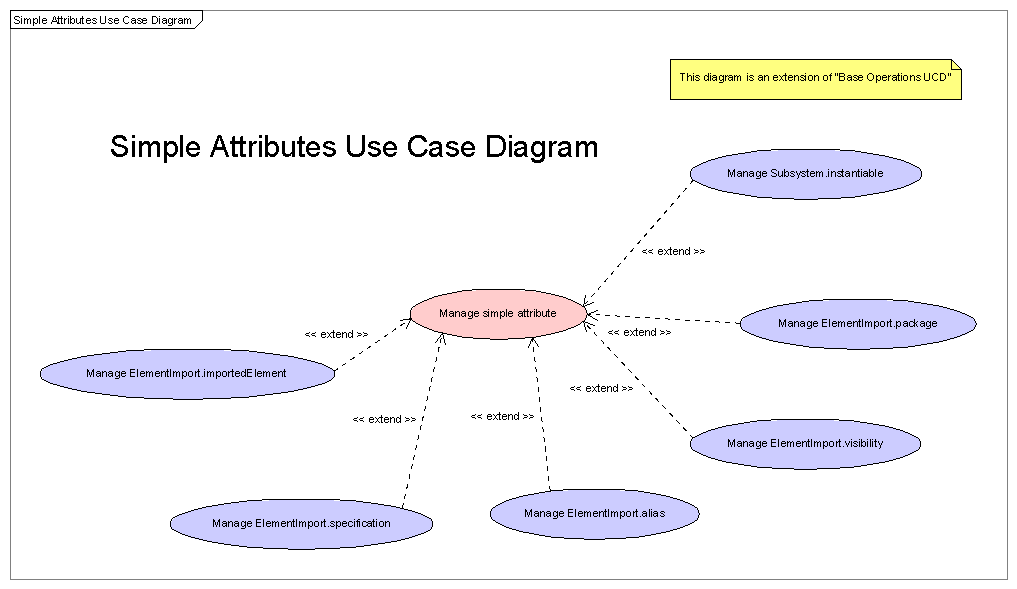 Simple Attributes Use Case Diagram
This diagram is an extension of "Base Operations UCD"
Simple Attributes Use Case Diagram
Manage Subsystem.instantiable
<< extend >>
Manage simple attribute
Manage ElementImport.package
<< extend >>
<< extend >>
Manage ElementImport.importedElement
<< extend >>
<< extend >>
<< extend >>
Manage ElementImport.visibility
Manage ElementImport.specification
Manage ElementImport.alias